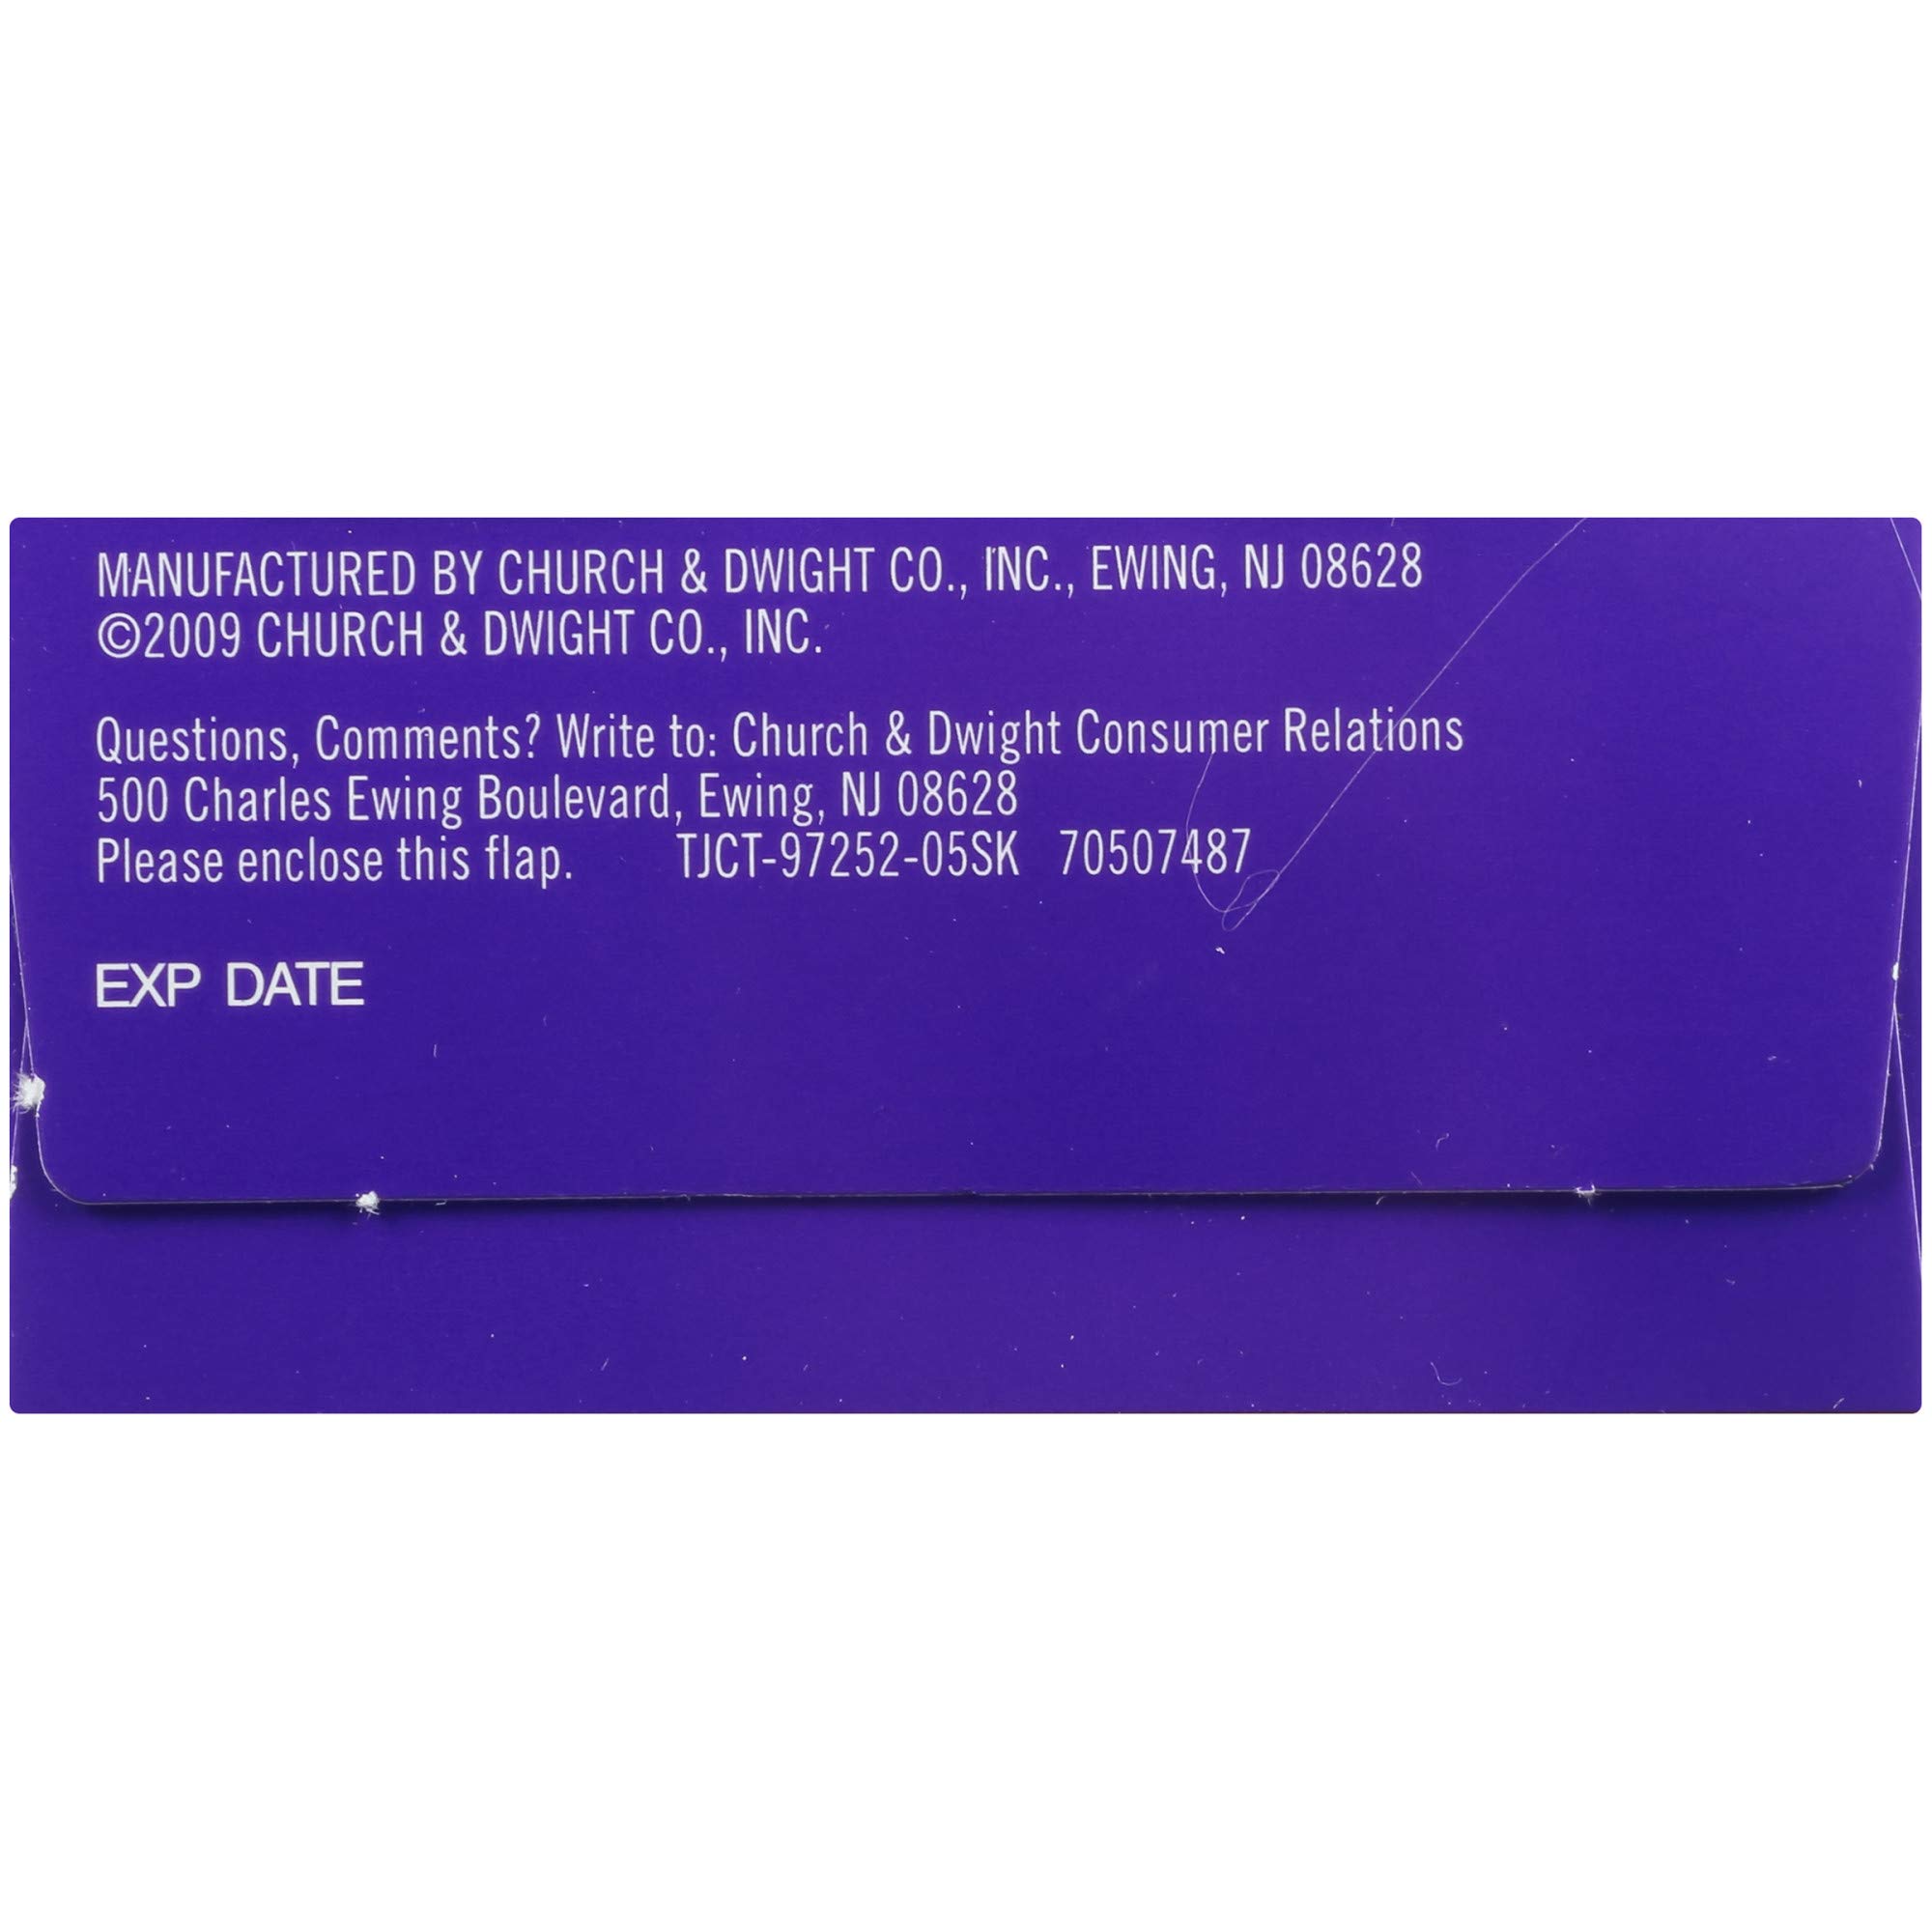 MANUFACTURED BY CHURCH & DWIGHT CO., INC., EWING, NJ 08628
©2009 CHURCH & DWIGHT CO., INC.
Questions, Comments? Write to: Church & Dwight Consumer Relations
500 Charles Ewing Boulevard, Ewing, NJ 08628
Please enclose this flap. TJCT-97252-05SK 70507487
EXP DATE